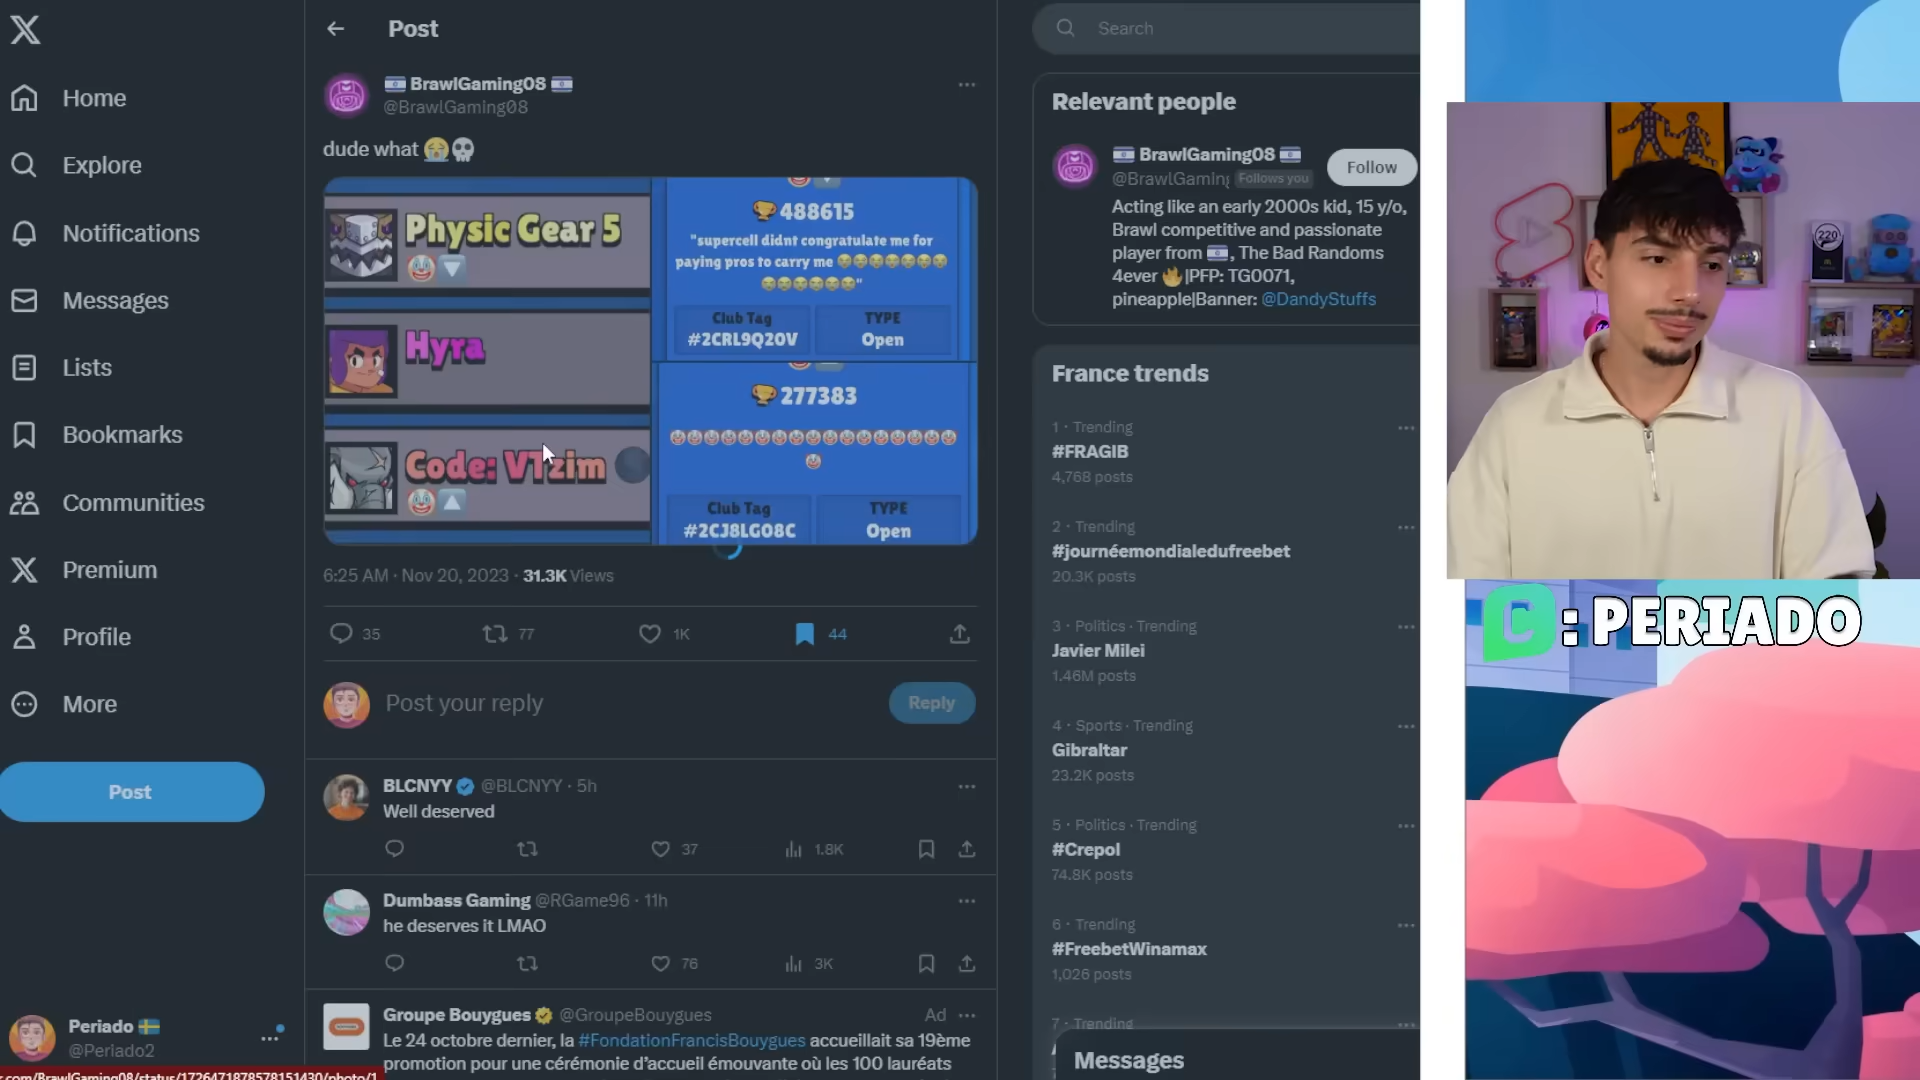 Home
Explore
Notifications
Messages
Lists
Bookmarks
Communities
Premium
Profile
More
Post
Periado 🇸🇪
@Periado2
Post
🇮🇱 BrawlGaming08 🇮🇱
@BrawlGaming08
dude what 😭💀
Physic Gear 5
🤡🔽
Hyra
Code: V1zim 🌑
🤡🔼
🏆488615
"supercell didnt congratulate me for
paying pros to carry me 😭😭😭😭😭😭😭
😭😭😭😭😭"
Club Tag
#2CRL9Q20V
TYPE
Open
🏆277383
🤡🤡🤡🤡🤡🤡🤡🤡🤡🤡🤡🤡🤡🤡🤡🤡🤡
🤡
Club Tag
#2CJ8LG08C
TYPE
Open
6:25 AM · Nov 20, 2023 · 31.3K Views
35 77 1K 44
Post your reply
Reply
BLCNYY @BLCNYY · 5h
Well deserved
37 1.8K
Dumbass Gaming @RGame96 · 11h
he deserves it LMAO
76 3K
Groupe Bouygues @GroupeBouygues Ad
Le 24 octobre dernier, la #FondationFrancisBouygues accueillait sa 19ème
promotion pour une cérémonie d'accueil émouvante où les 100 lauréats
Search
Relevant people
🇮🇱 BrawlGaming08 🇮🇱
@BrawlGaming Follows you
Follow
Acting like an early 2000s kid, 15 y/o,
Brawl competitive and passionate
player from 🇮🇱, The Bad Randoms
4ever 🔥|PFP: TG0071,
pineapple|Banner: @DandyStuffs
France trends
1 · Trending
#FRAGIB
4,768 posts
2 · Trending
#journéemondialedufreebet
20.3K posts
3 · Politics · Trending
Javier Milei
1.46M posts
4 · Sports · Trending
Gibraltar
23.2K posts
5 · Politics · Trending
#Crepol
74.8K posts
6 · Trending
#FreebetWinamax
1,026 posts
7 · Trending
Messages
220
C : PERIADO
r.com/BrawlGaming08/status/1726471878578151430/photo/1